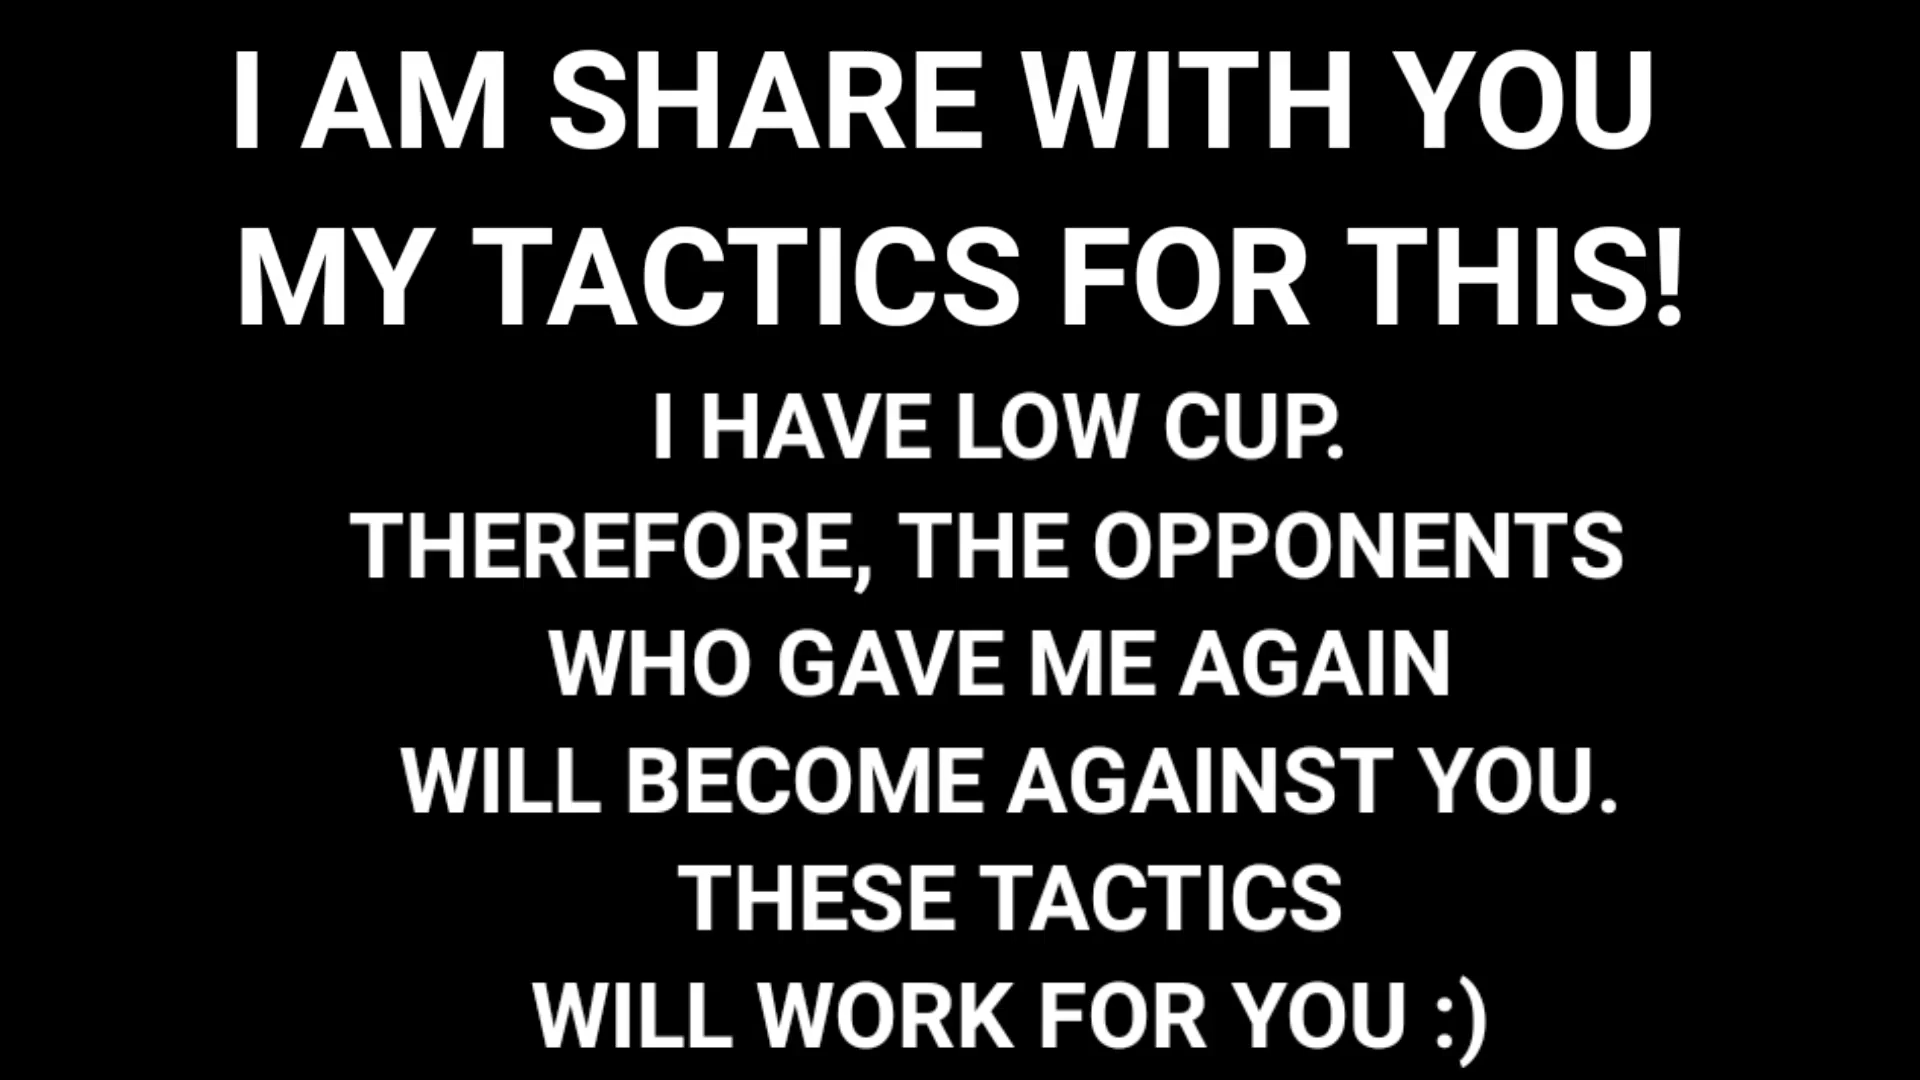 I AM SHARE WITH YOU
MY TACTICS FOR THIS!
I HAVE LOW CUP.
THEREFORE, THE OPPONENTS
WHO GAVE ME AGAIN
WILL BECOME AGAINST YOU.
THESE TACTICS
WILL WORK FOR YOU :)